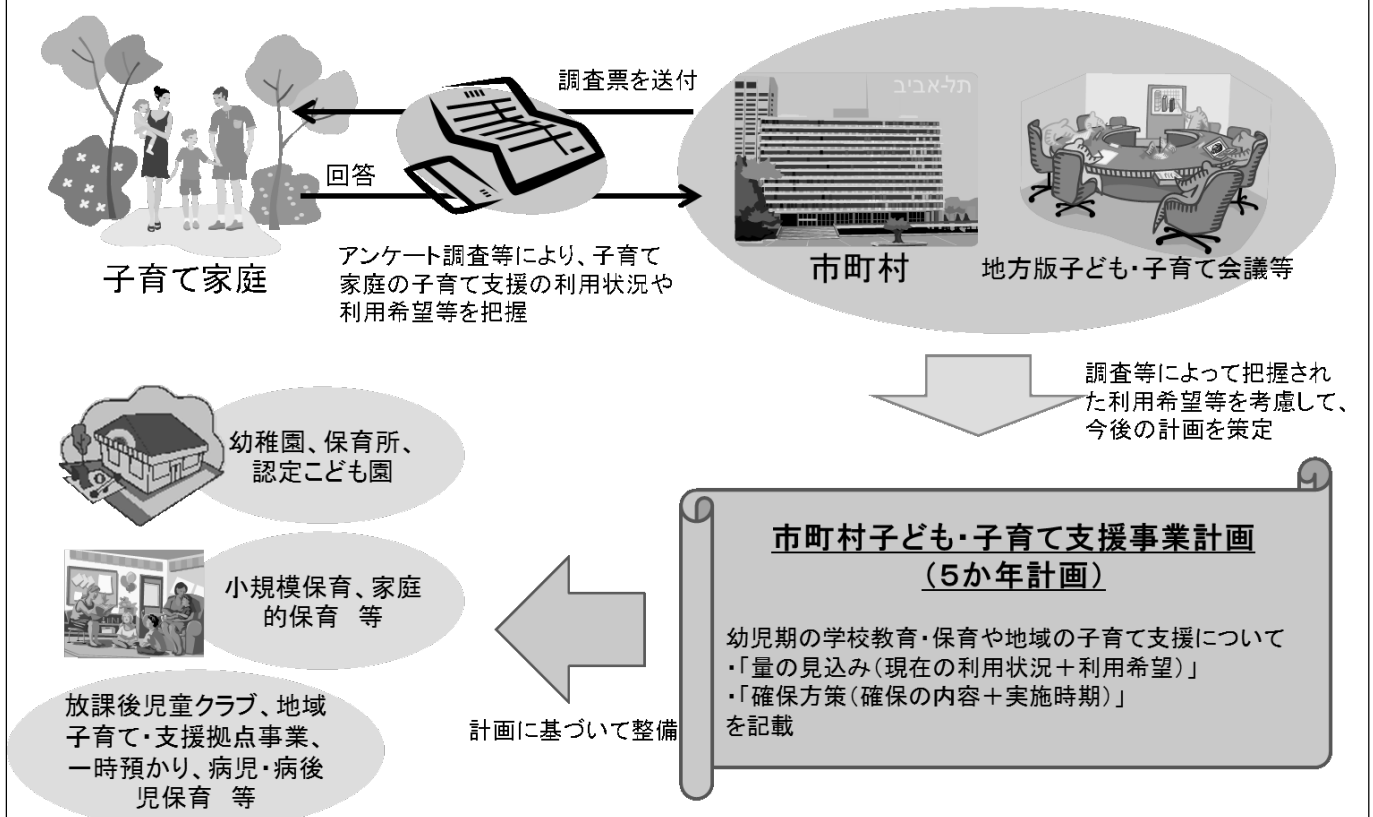 調査票を送付
תל-אביב
回答
アンケート調査等により、子育て
家庭の子育て支援の利用状況や
利用希望等を把握
子育て家庭
市町村
地方版子ども・子育て会議等
調査等によって把握され
た利用希望等を考慮して、
今後の計画を策定
市町村子ども・子育て支援事業計画
（５か年計画）
幼児期の学校教育・保育や地域の子育て支援について
・「量の見込み（現在の利用状況＋利用希望）」
・「確保方策（確保の内容＋実施時期）」
を記載
計画に基づいて整備
幼稚園、保育所、
認定こども園
小規模保育、家庭
的保育　等
放課後児童クラブ、地域
子育て・支援拠点事業、
一時預かり、病児・病後
児保育　等